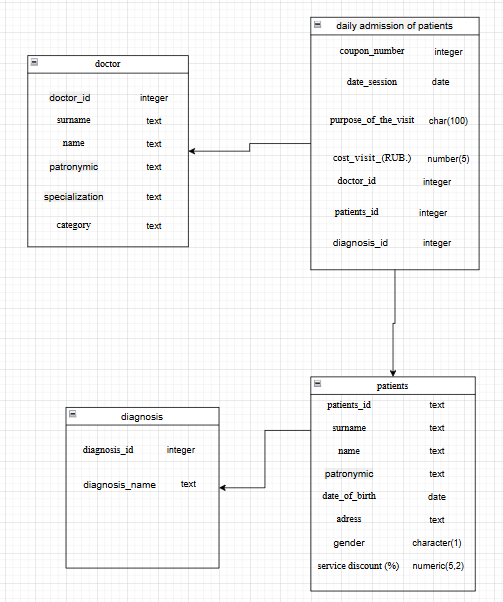 daily admission of patients
coupon_number integer
date_session date
purpose_of_the_visit char(100)
cost_visit_(RUB.) number(5)
doctor_id integer
patients_id integer
diagnosis_id integer
doctor
doctor_id integer
surname text
name text
patronymic text
specialization text
category text
patients
patients_id text
surname text
name text
patronymic text
date_of_birth date
adress text
gender character(1)
service discount (%) numeric(5,2)
diagnosis
diagnosis_id integer
diagnosis_name text